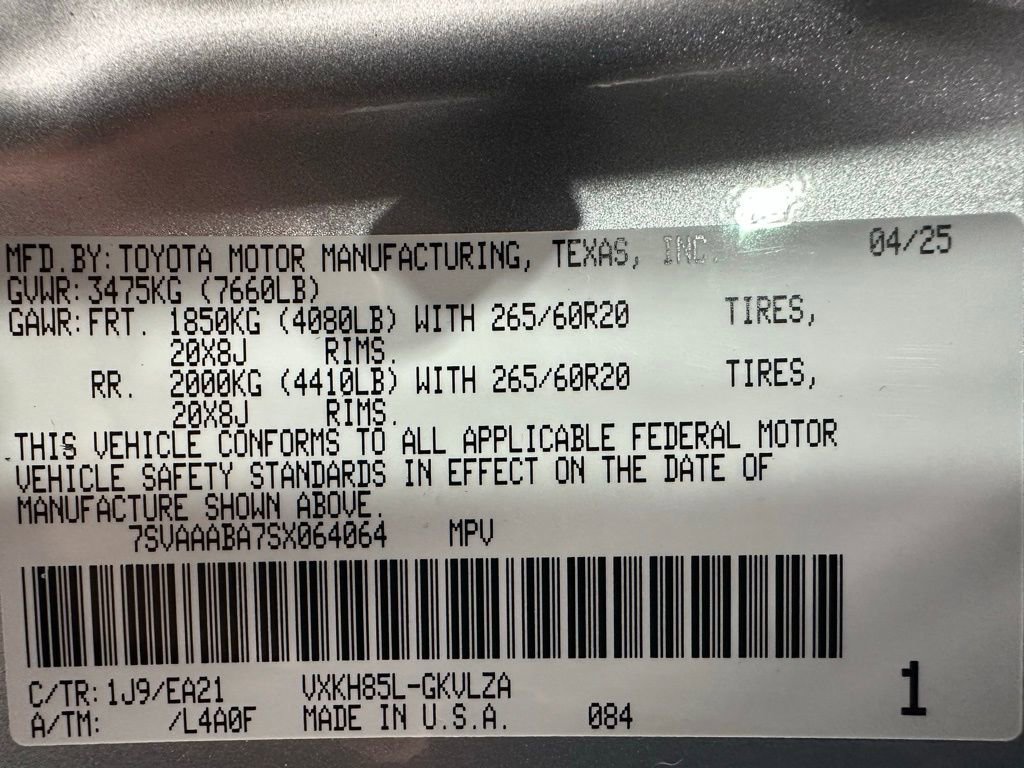 MFD.BY: TOYOTA MOTOR MANUFACTURING, TEXAS, INC. 04/25
GVWR: 3475KG (7660LB)
GAWR: FRT. 1850KG (4080LB) WITH 265/60R20 TIRES,
20X8J RIMS.
RR. 2000KG (4410LB) WITH 265/60R20 TIRES,
20X8J RIMS.
THIS VEHICLE CONFORMS TO ALL APPLICABLE FEDERAL MOTOR
VEHICLE SAFETY STANDARDS IN EFFECT ON THE DATE OF
MANUFACTURE SHOWN ABOVE.
7SVAAABA7SX064064 MPV
C/TR: 1J9/EA21 VXKH85L-GKVLZA
A/TM: /L4A0F MADE IN U.S.A. 084
1